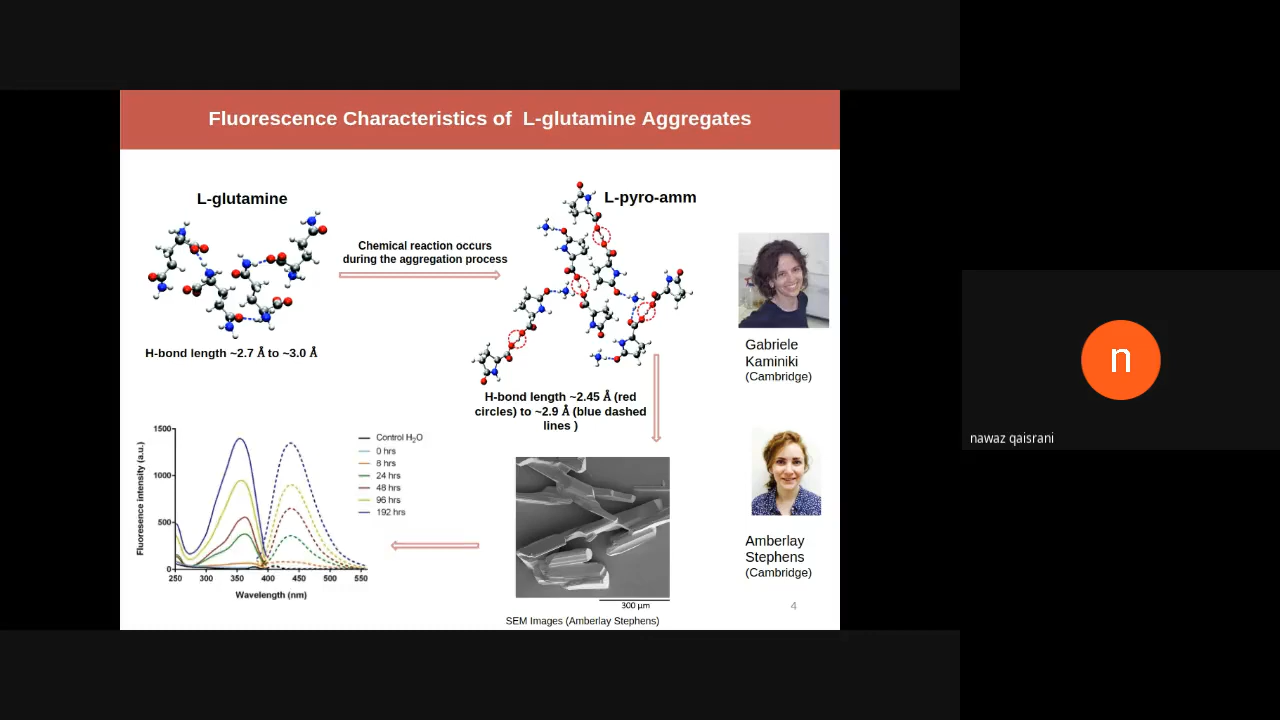 Fluorescence Characteristics of L-glutamine Aggregates
L-glutamine
L-pyro-amm
Chemical reaction occurs
during the aggregation process
H-bond length ~2.7 Å to ~3.0 Å
H-bond length ~2.45 Å (red
circles) to ~2.9 Å (blue dashed
lines )
Gabriele
Kaminiki
(Cambridge)
Fluoresence intensity (a.u.)
1500
1000
500
0
250 300 350 400 450 500 550
Wavelength (nm)
Control H₂O
0 hrs
8 hrs
24 hrs
48 hrs
96 hrs
192 hrs
300 µm
SEM Images (Amberlay Stephens)
Amberlay
Stephens
(Cambridge)
4
n
nawaz qaisrani